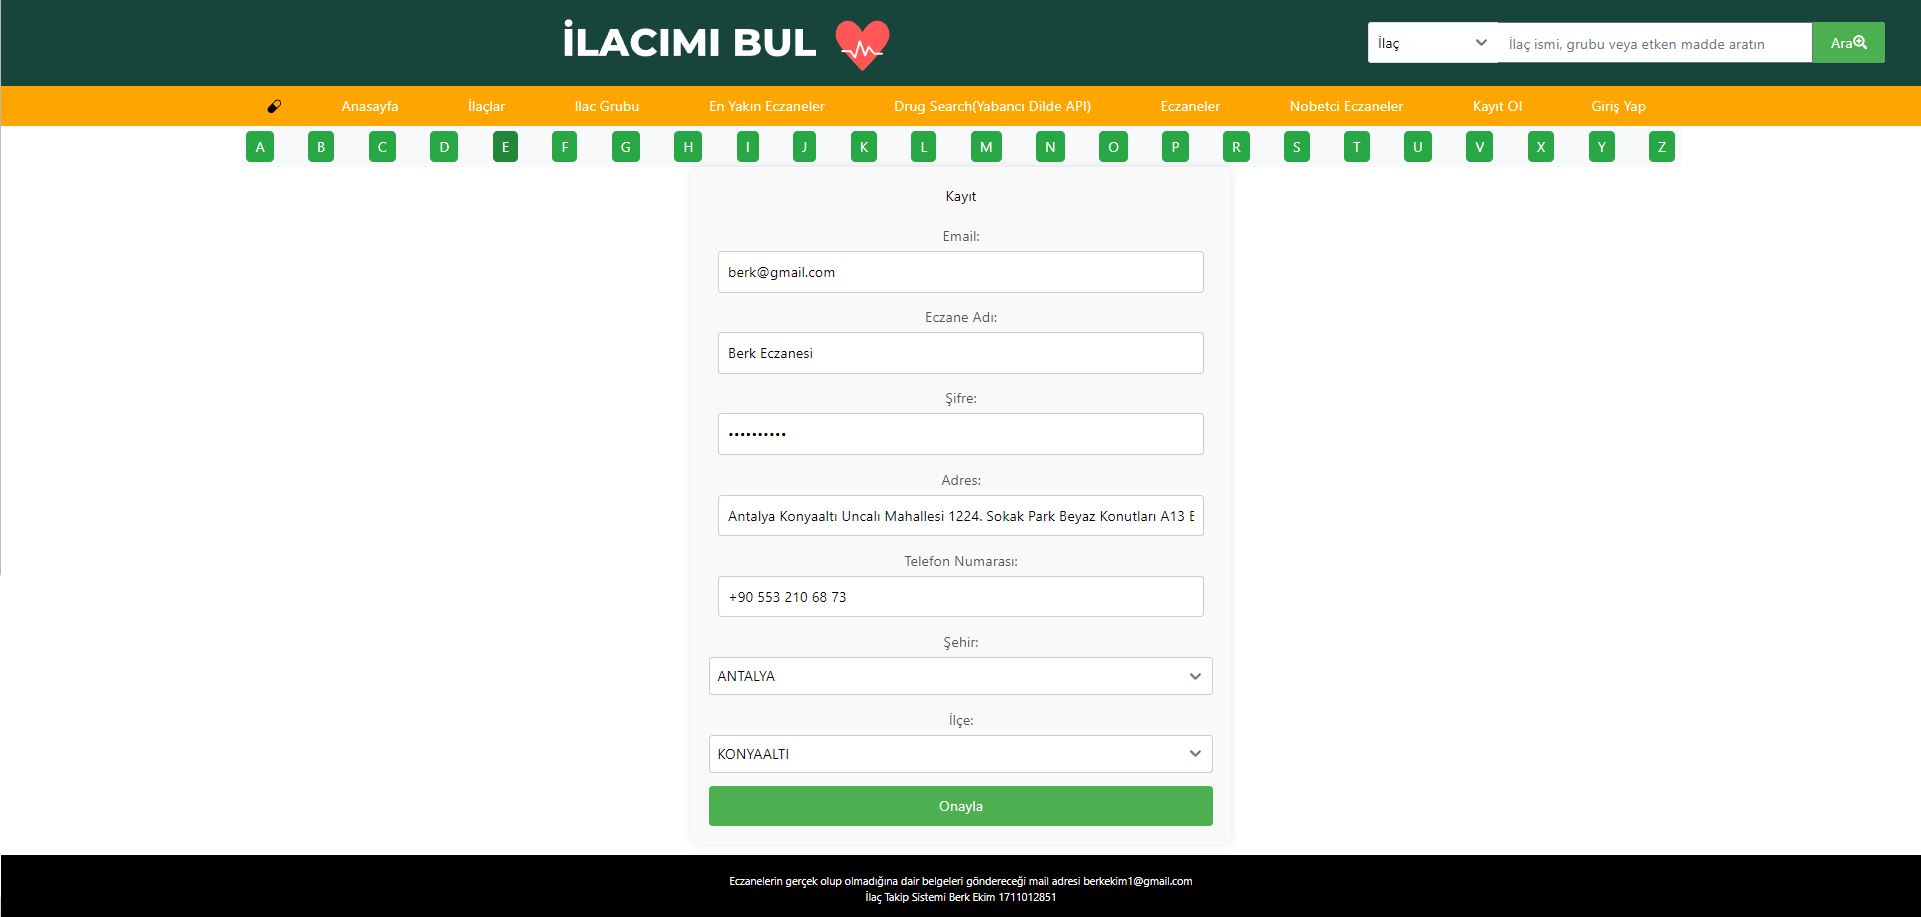 İLACIMI BUL
İlaç İlaç ismi, grubu veya etken madde aratın Ara
Anasayfa İlaçlar Ilac Grubu En Yakın Eczaneler Drug Search(Yabancı Dilde API) Eczaneler Nobetci Eczaneler Kayıt Ol Giriş Yap
A B C D E F G H I J K L M N O P R S T U V X Y Z
Kayıt
Email:
berk@gmail.com
Eczane Adı:
Berk Eczanesi
Şifre:
••••••••••
Adres:
Antalya Konyaaltı Uncalı Mahallesi 1224. Sokak Park Beyaz Konutları A13
Telefon Numarası:
+90 553 210 68 73
Şehir:
ANTALYA
İlçe:
KONYAALTI
Onayla
Eczanelerin gerçek olup olmadığına dair belgeleri göndereceği mail adresi berkekim1@gmail.com
İlaç Takip Sistemi Berk Ekim 1711012851